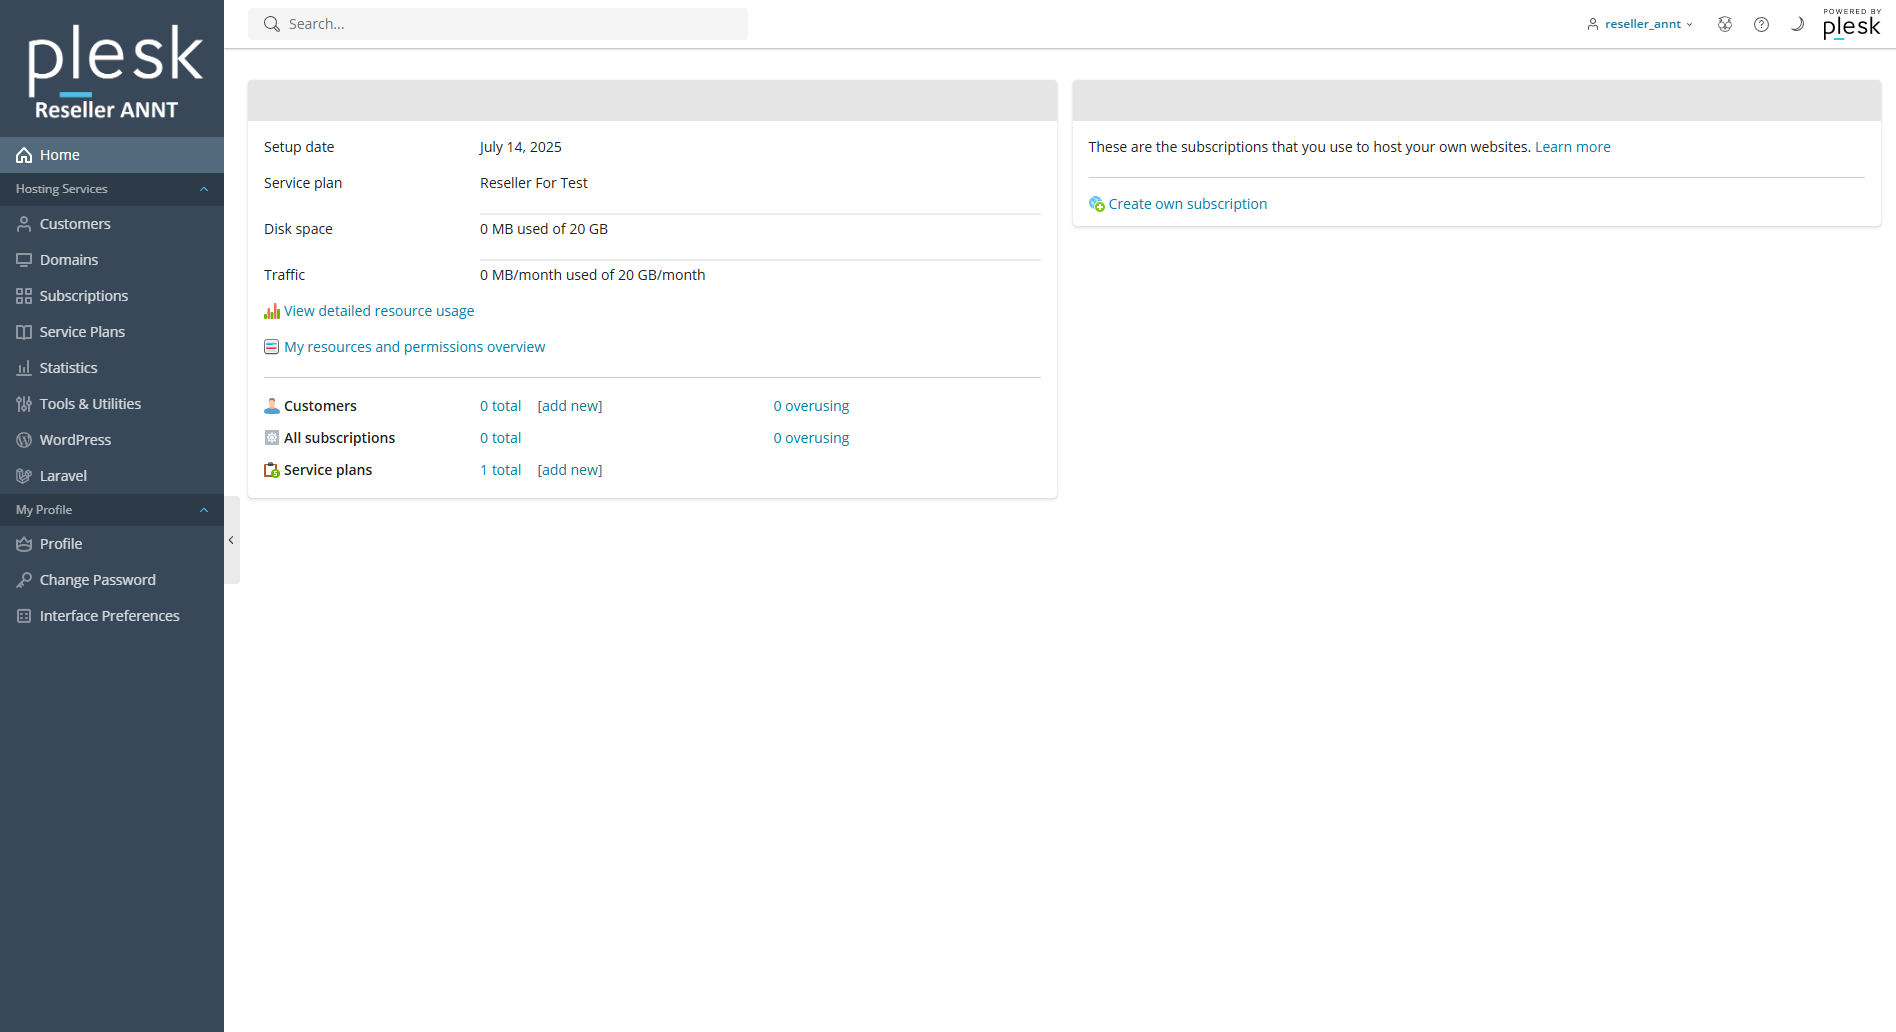 plesk
Reseller ANNT
Search...
reseller_annt
POWERED BY
plesk
Home
Hosting Services
Customers
Domains
Subscriptions
Service Plans
Statistics
Tools & Utilities
WordPress
Laravel
My Profile
Profile
Change Password
Interface Preferences
Setup date July 14, 2025
Service plan Reseller For Test
Disk space 0 MB used of 20 GB
Traffic 0 MB/month used of 20 GB/month
View detailed resource usage
My resources and permissions overview
Customers 0 total [add new] 0 overusing
All subscriptions 0 total 0 overusing
Service plans 1 total [add new]
These are the subscriptions that you use to host your own websites. Learn more
Create own subscription